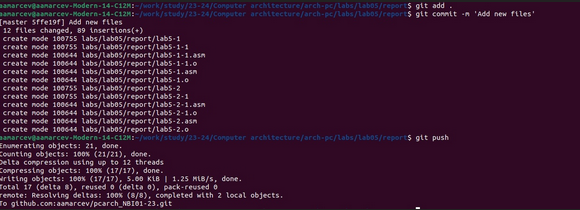 aamarcev@aamarcev-Modern-14-C12M:~/work/study/23-24/Computer architecture/arch-pc/labs/lab05/report$ git add .
aamarcev@aamarcev-Modern-14-C12M:~/work/study/23-24/Computer architecture/arch-pc/labs/lab05/report$ git commit -m 'Add new files'
[master 5ffe19f] Add new files
12 files changed, 89 insertions(+)
create mode 100755 labs/lab05/report/lab5-1
create mode 100755 labs/lab05/report/lab5-1-1
create mode 100644 labs/lab05/report/lab5-1-1.asm
create mode 100644 labs/lab05/report/lab5-1-1.o
create mode 100644 labs/lab05/report/lab5-1.asm
create mode 100644 labs/lab05/report/lab5-1.o
create mode 100755 labs/lab05/report/lab5-2
create mode 100755 labs/lab05/report/lab5-2-1
create mode 100644 labs/lab05/report/lab5-2-1.asm
create mode 100644 labs/lab05/report/lab5-2-1.o
create mode 100644 labs/lab05/report/lab5-2.asm
create mode 100644 labs/lab05/report/lab5-2.o
aamarcev@aamarcev-Modern-14-C12M:~/work/study/23-24/Computer architecture/arch-pc/labs/lab05/report$ git push
Enumerating objects: 21, done.
Counting objects: 100% (21/21), done.
Delta compression using up to 12 threads
Compressing objects: 100% (17/17), done.
Writing objects: 100% (17/17), 5.00 KiB | 1.25 MiB/s, done.
Total 17 (delta 8), reused 0 (delta 0), pack-reused 0
remote: Resolving deltas: 100% (8/8), completed with 2 local objects.
To github.com:aamarcev/pcarch_NBI01-23.git